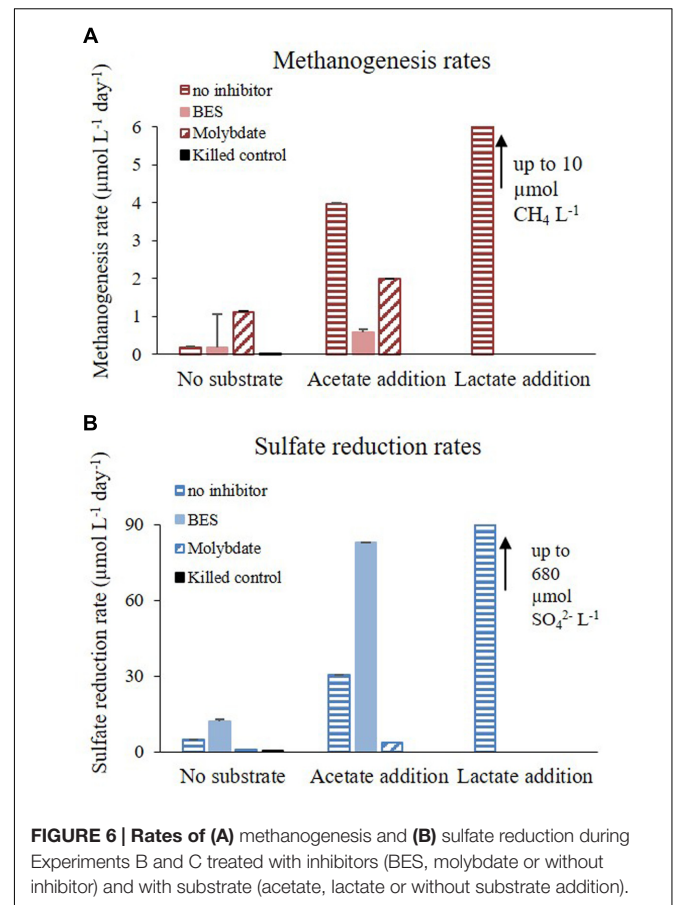 A
Methanogenesis rates
Methanogenesis rate (µmol L-1 day-1)
no inhibitor
BES
Molybdate
Killed control
6
5
4
3
2
1
0
up to 10
µmol
CH4 L-1
No substrate Acetate addition Lactate addition
B
Sulfate reduction rates
Sulfate reduction rate (µmol L-1 day-1)
no inhibitor
BES
Molybdate
Killed control
90
60
30
0
up to
680
µmol
SO42- L-1
No substrate Acetate addition Lactate addition
FIGURE 6 | Rates of (A) methanogenesis and (B) sulfate reduction during
Experiments B and C treated with inhibitors (BES, molybdate or without
inhibitor) and with substrate (acetate, lactate or without substrate addition).